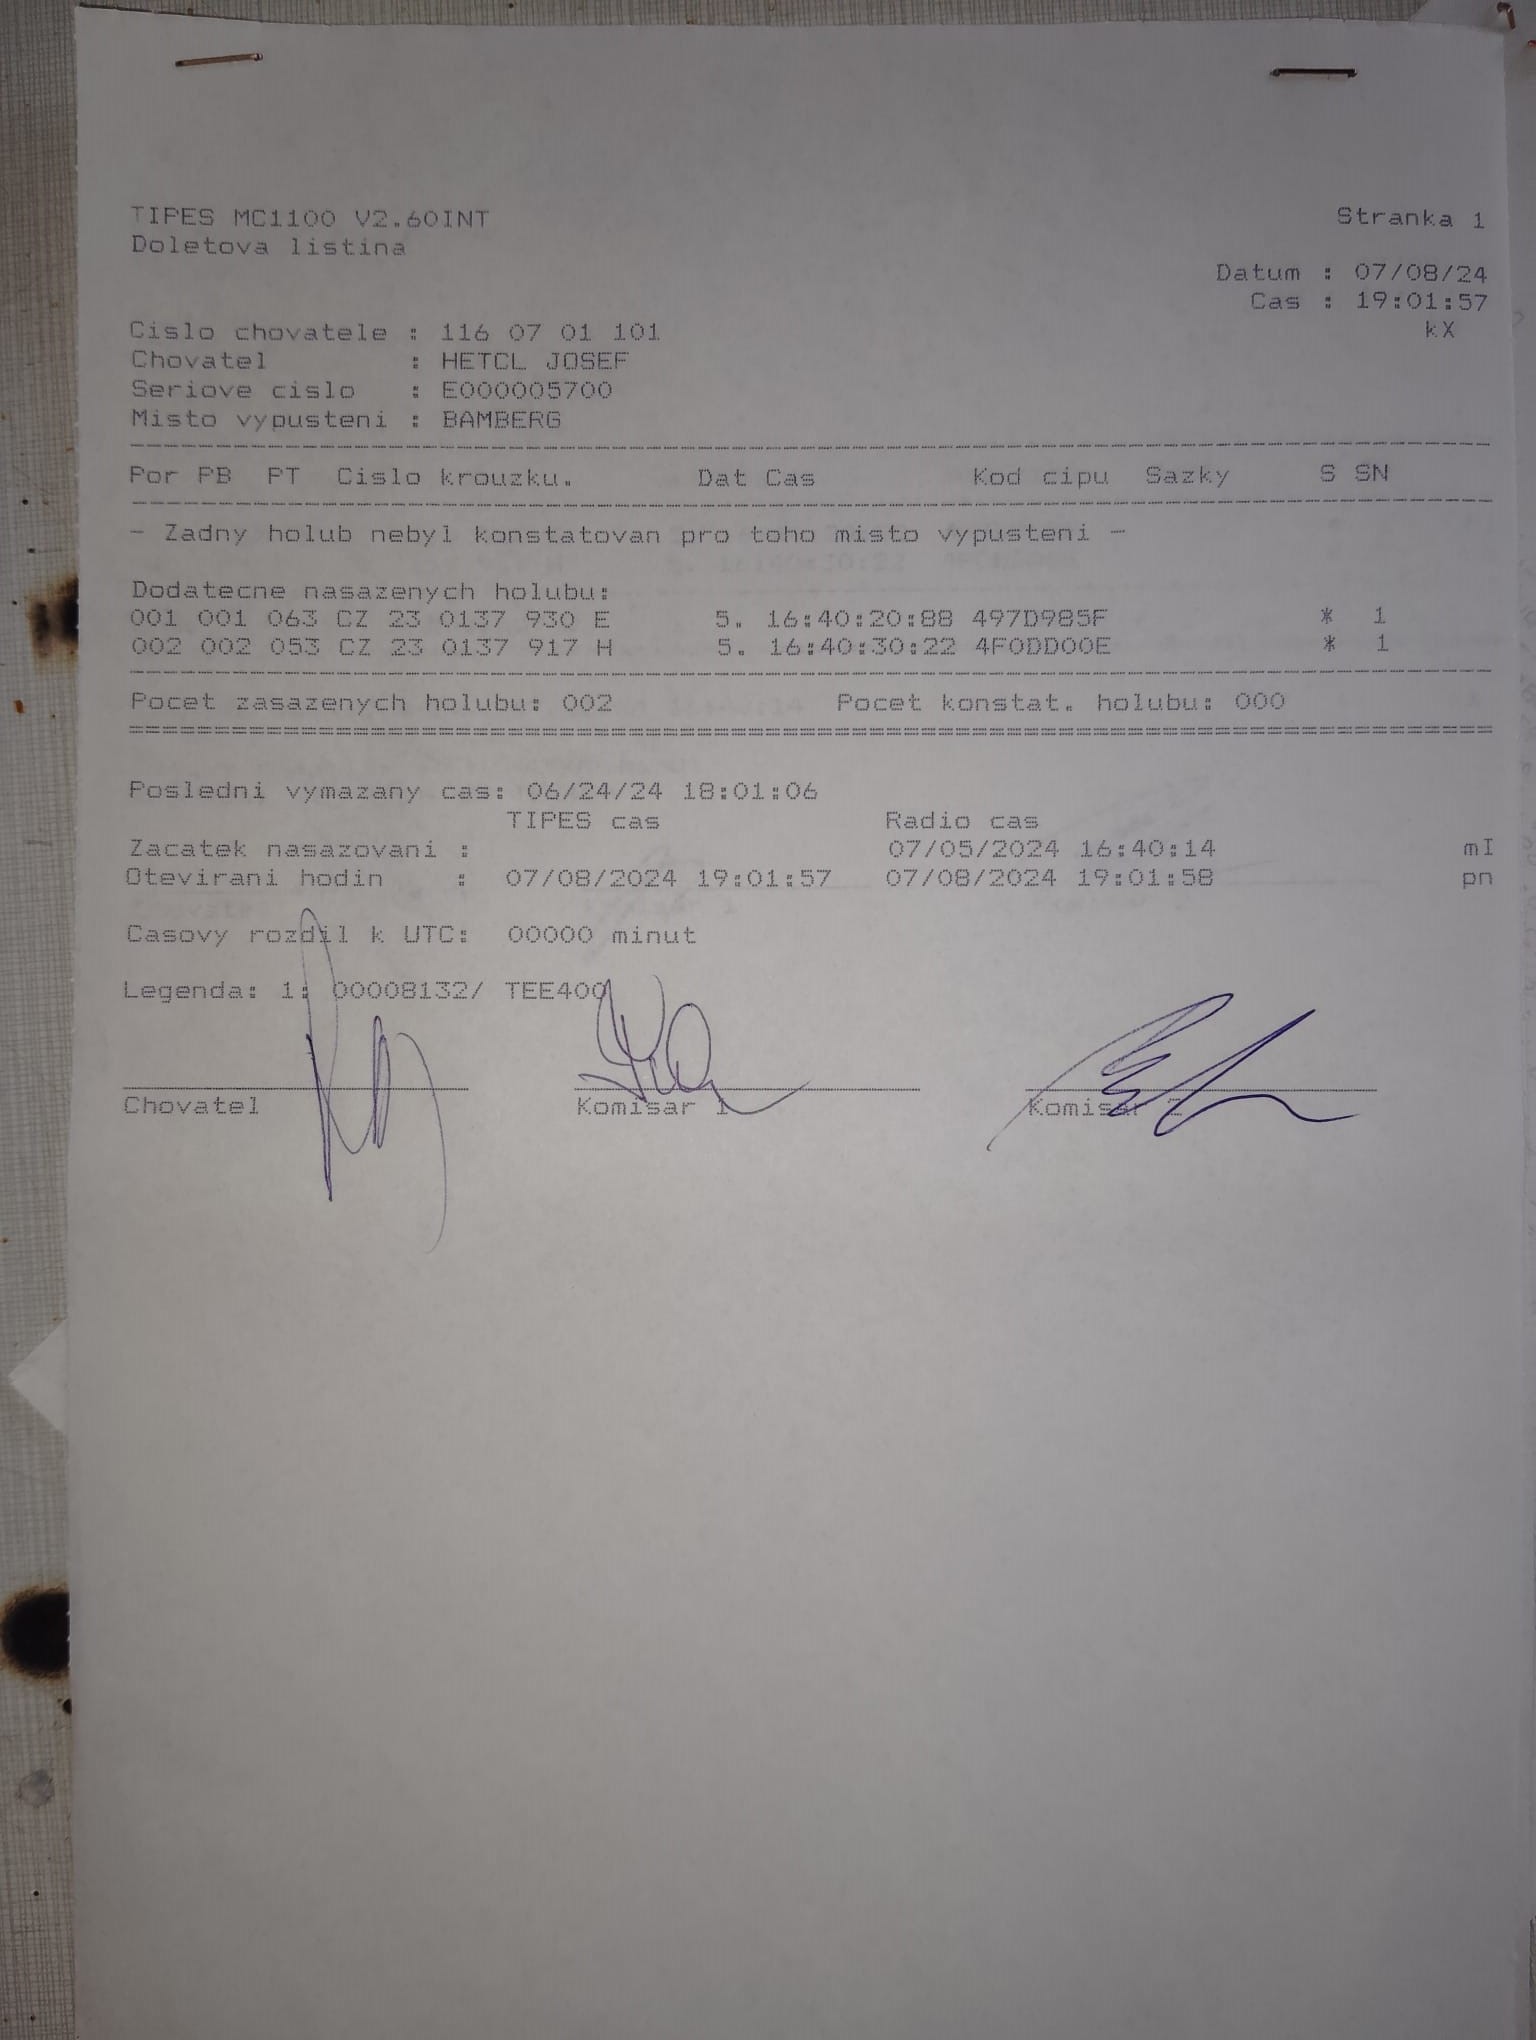 TIPES MC1100 V2.60INT Stranka 1
Doletova listina
Datum : 07/08/24
Cas : 19:01:57
Cislo chovatele : 116 07 01 101 kX
Chovatel : HETCL JOSEF
Seriove cislo : E000005700
Misto vypusteni : BAMBERG
Por PB PT Cislo krouzku. Dat Cas Kod cipu Sazky S SN
- Zadny holub nebyl konstatovan pro toho misto vypusteni -
Dodatecne nasazenych holubu:
001 001 063 CZ 23 0137 930 E 5. 16:40:20:88 497D985F * 1
002 002 053 CZ 23 0137 917 H 5. 16:40:30:22 4F0DD00E * 1
Pocet zasazenych holubu: 002 Pocet konstat. holubu: 000
Posledni vymazany cas: 06/24/24 18:01:06
TIPES cas Radio cas
Zacatek nasazovani : 07/05/2024 16:40:14 mI
Otevirani hodin : 07/08/2024 19:01:57 07/08/2024 19:01:58 pn
Casovy rozdil k UTC: 00000 minut
Legenda: 1: 00008132/ TEE400
Chovatel Komisar 1 Komisar 2